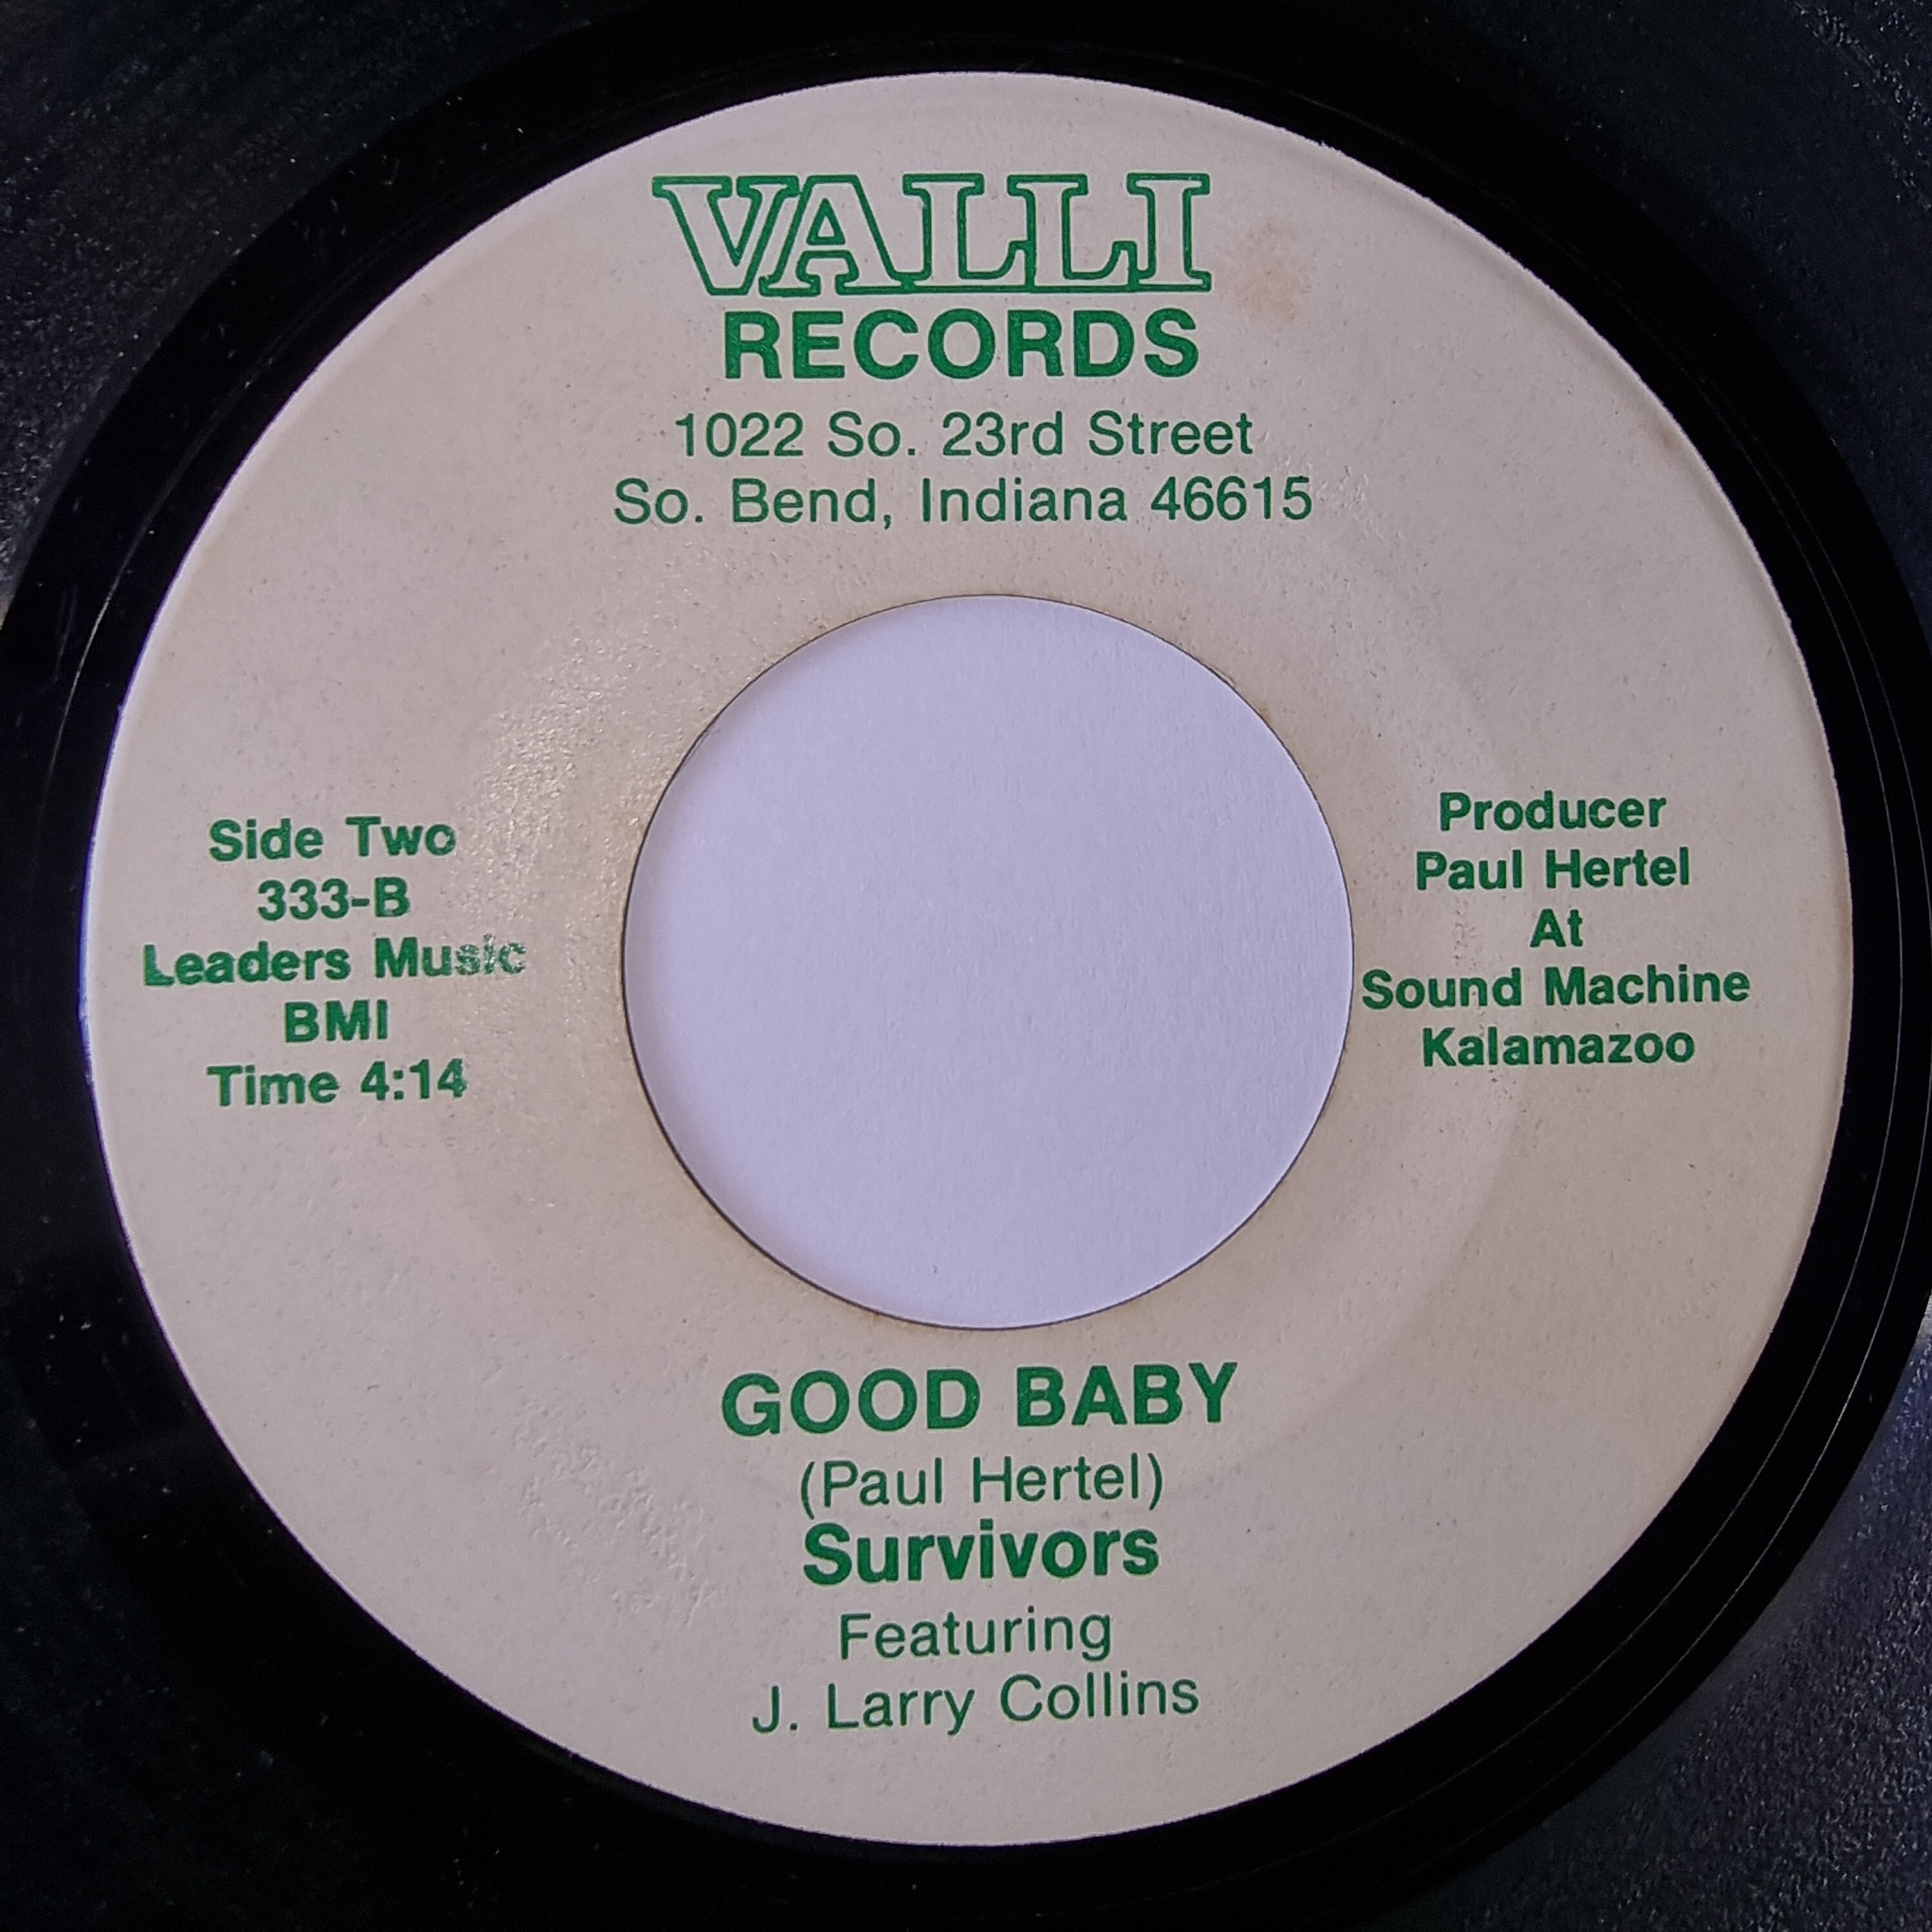 VALLI
RECORDS
1022 So. 23rd Street
So. Bend, Indiana 46615
Side Two
333-B
Leaders Music
BMI
Time 4:14
Producer
Paul Hertel
At
Sound Machine
Kalamazoo
GOOD BABY
(Paul Hertel)
Survivors
Featuring
J. Larry Collins